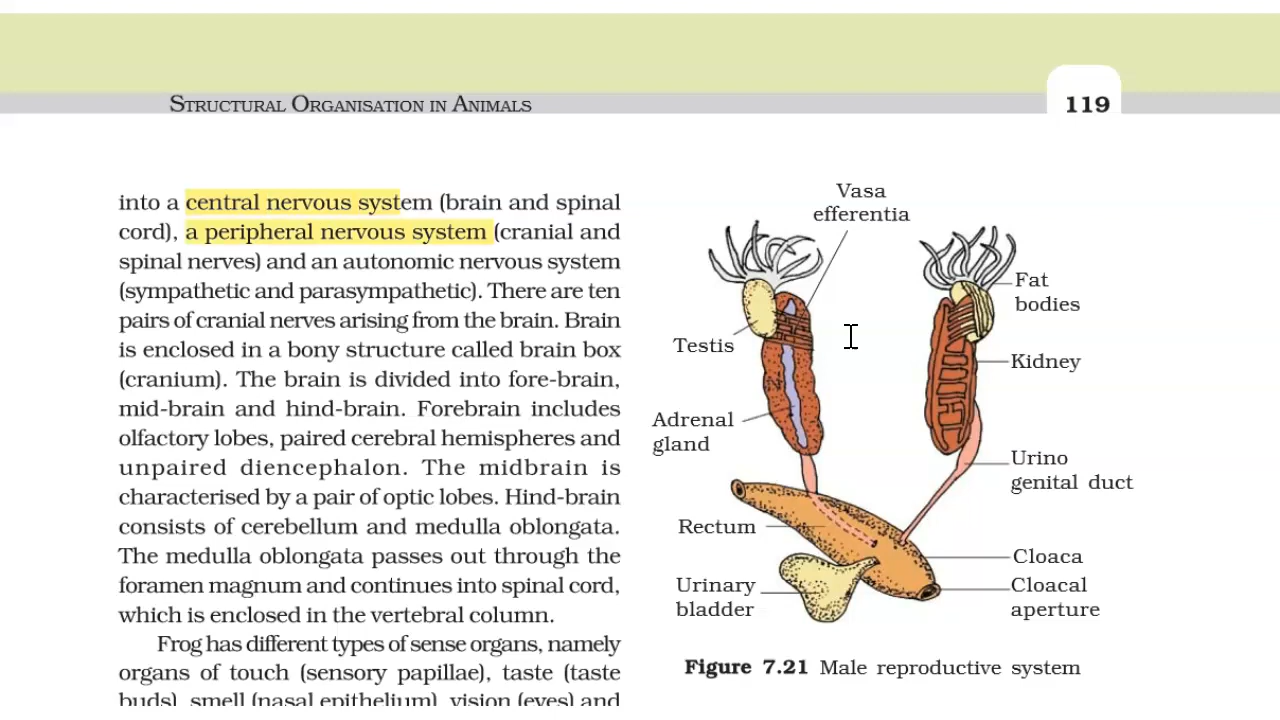 STRUCTURAL ORGANISATION IN ANIMALS
119
into a central nervous system (brain and spinal
cord), a peripheral nervous system (cranial and
spinal nerves) and an autonomic nervous system
(sympathetic and parasympathetic). There are ten
pairs of cranial nerves arising from the brain. Brain
is enclosed in a bony structure called brain box
(cranium). The brain is divided into fore-brain,
mid-brain and hind-brain. Forebrain includes
olfactory lobes, paired cerebral hemispheres and
unpaired diencephalon. The midbrain is
characterised by a pair of optic lobes. Hind-brain
consists of cerebellum and medulla oblongata.
The medulla oblongata passes out through the
foramen magnum and continues into spinal cord,
which is enclosed in the vertebral column.
Frog has different types of sense organs, namely
organs of touch (sensory papillae), taste (taste
buds), smell (nasal epithelium), vision (eyes) and
Vasa
efferentia
Fat
bodies
Testis
Kidney
Adrenal
gland
Urino
genital duct
Rectum
Cloaca
Urinary
bladder
Cloacal
aperture
Figure 7.21 Male reproductive system